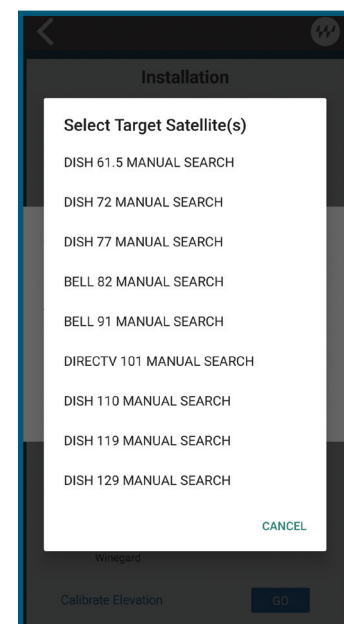 Installation
Select Target Satellite(s)
DISH 61.5 MANUAL SEARCH
DISH 72 MANUAL SEARCH
DISH 77 MANUAL SEARCH
BELL 82 MANUAL SEARCH
BELL 91 MANUAL SEARCH
DIRECTV 101 MANUAL SEARCH
DISH 110 MANUAL SEARCH
DISH 119 MANUAL SEARCH
DISH 129 MANUAL SEARCH
CANCEL
Winegard
Calibrate Elevation GO